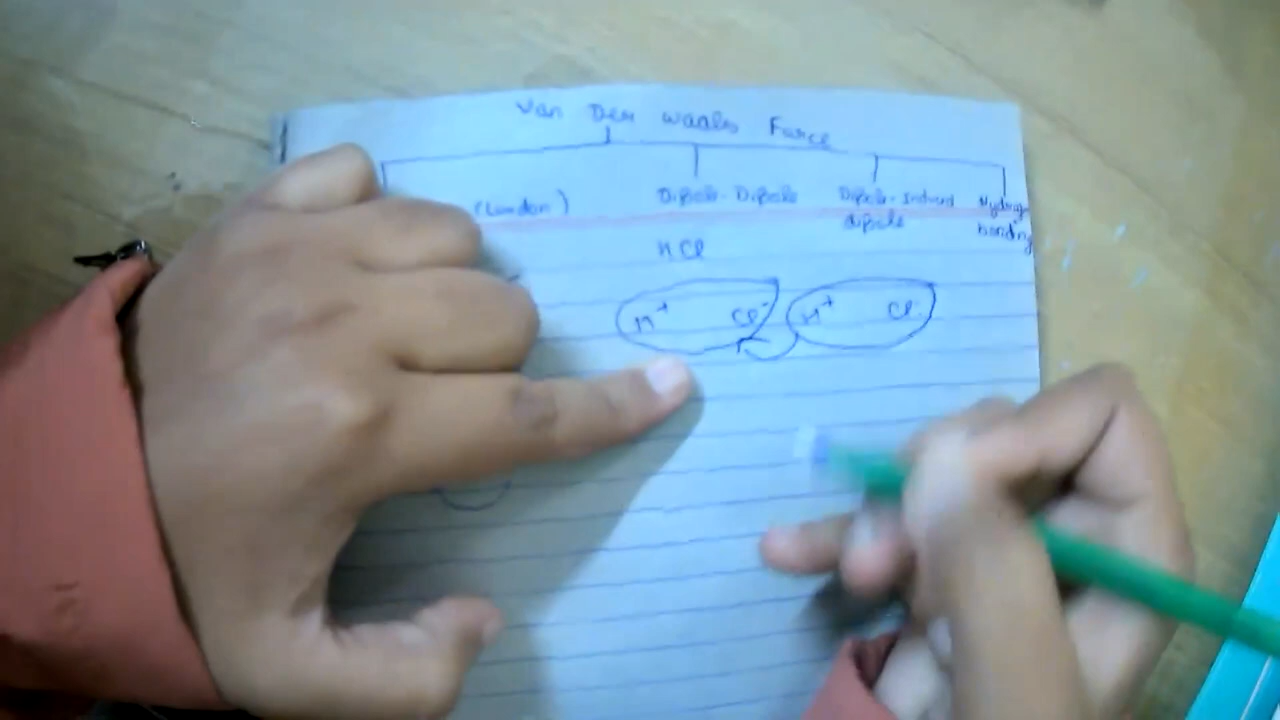 Van Der waals Force
(London) Dipole-Dipole Dipole-Induced Hydrogen
dipole bonding
HCl
H+ Cl- H+ Cl-